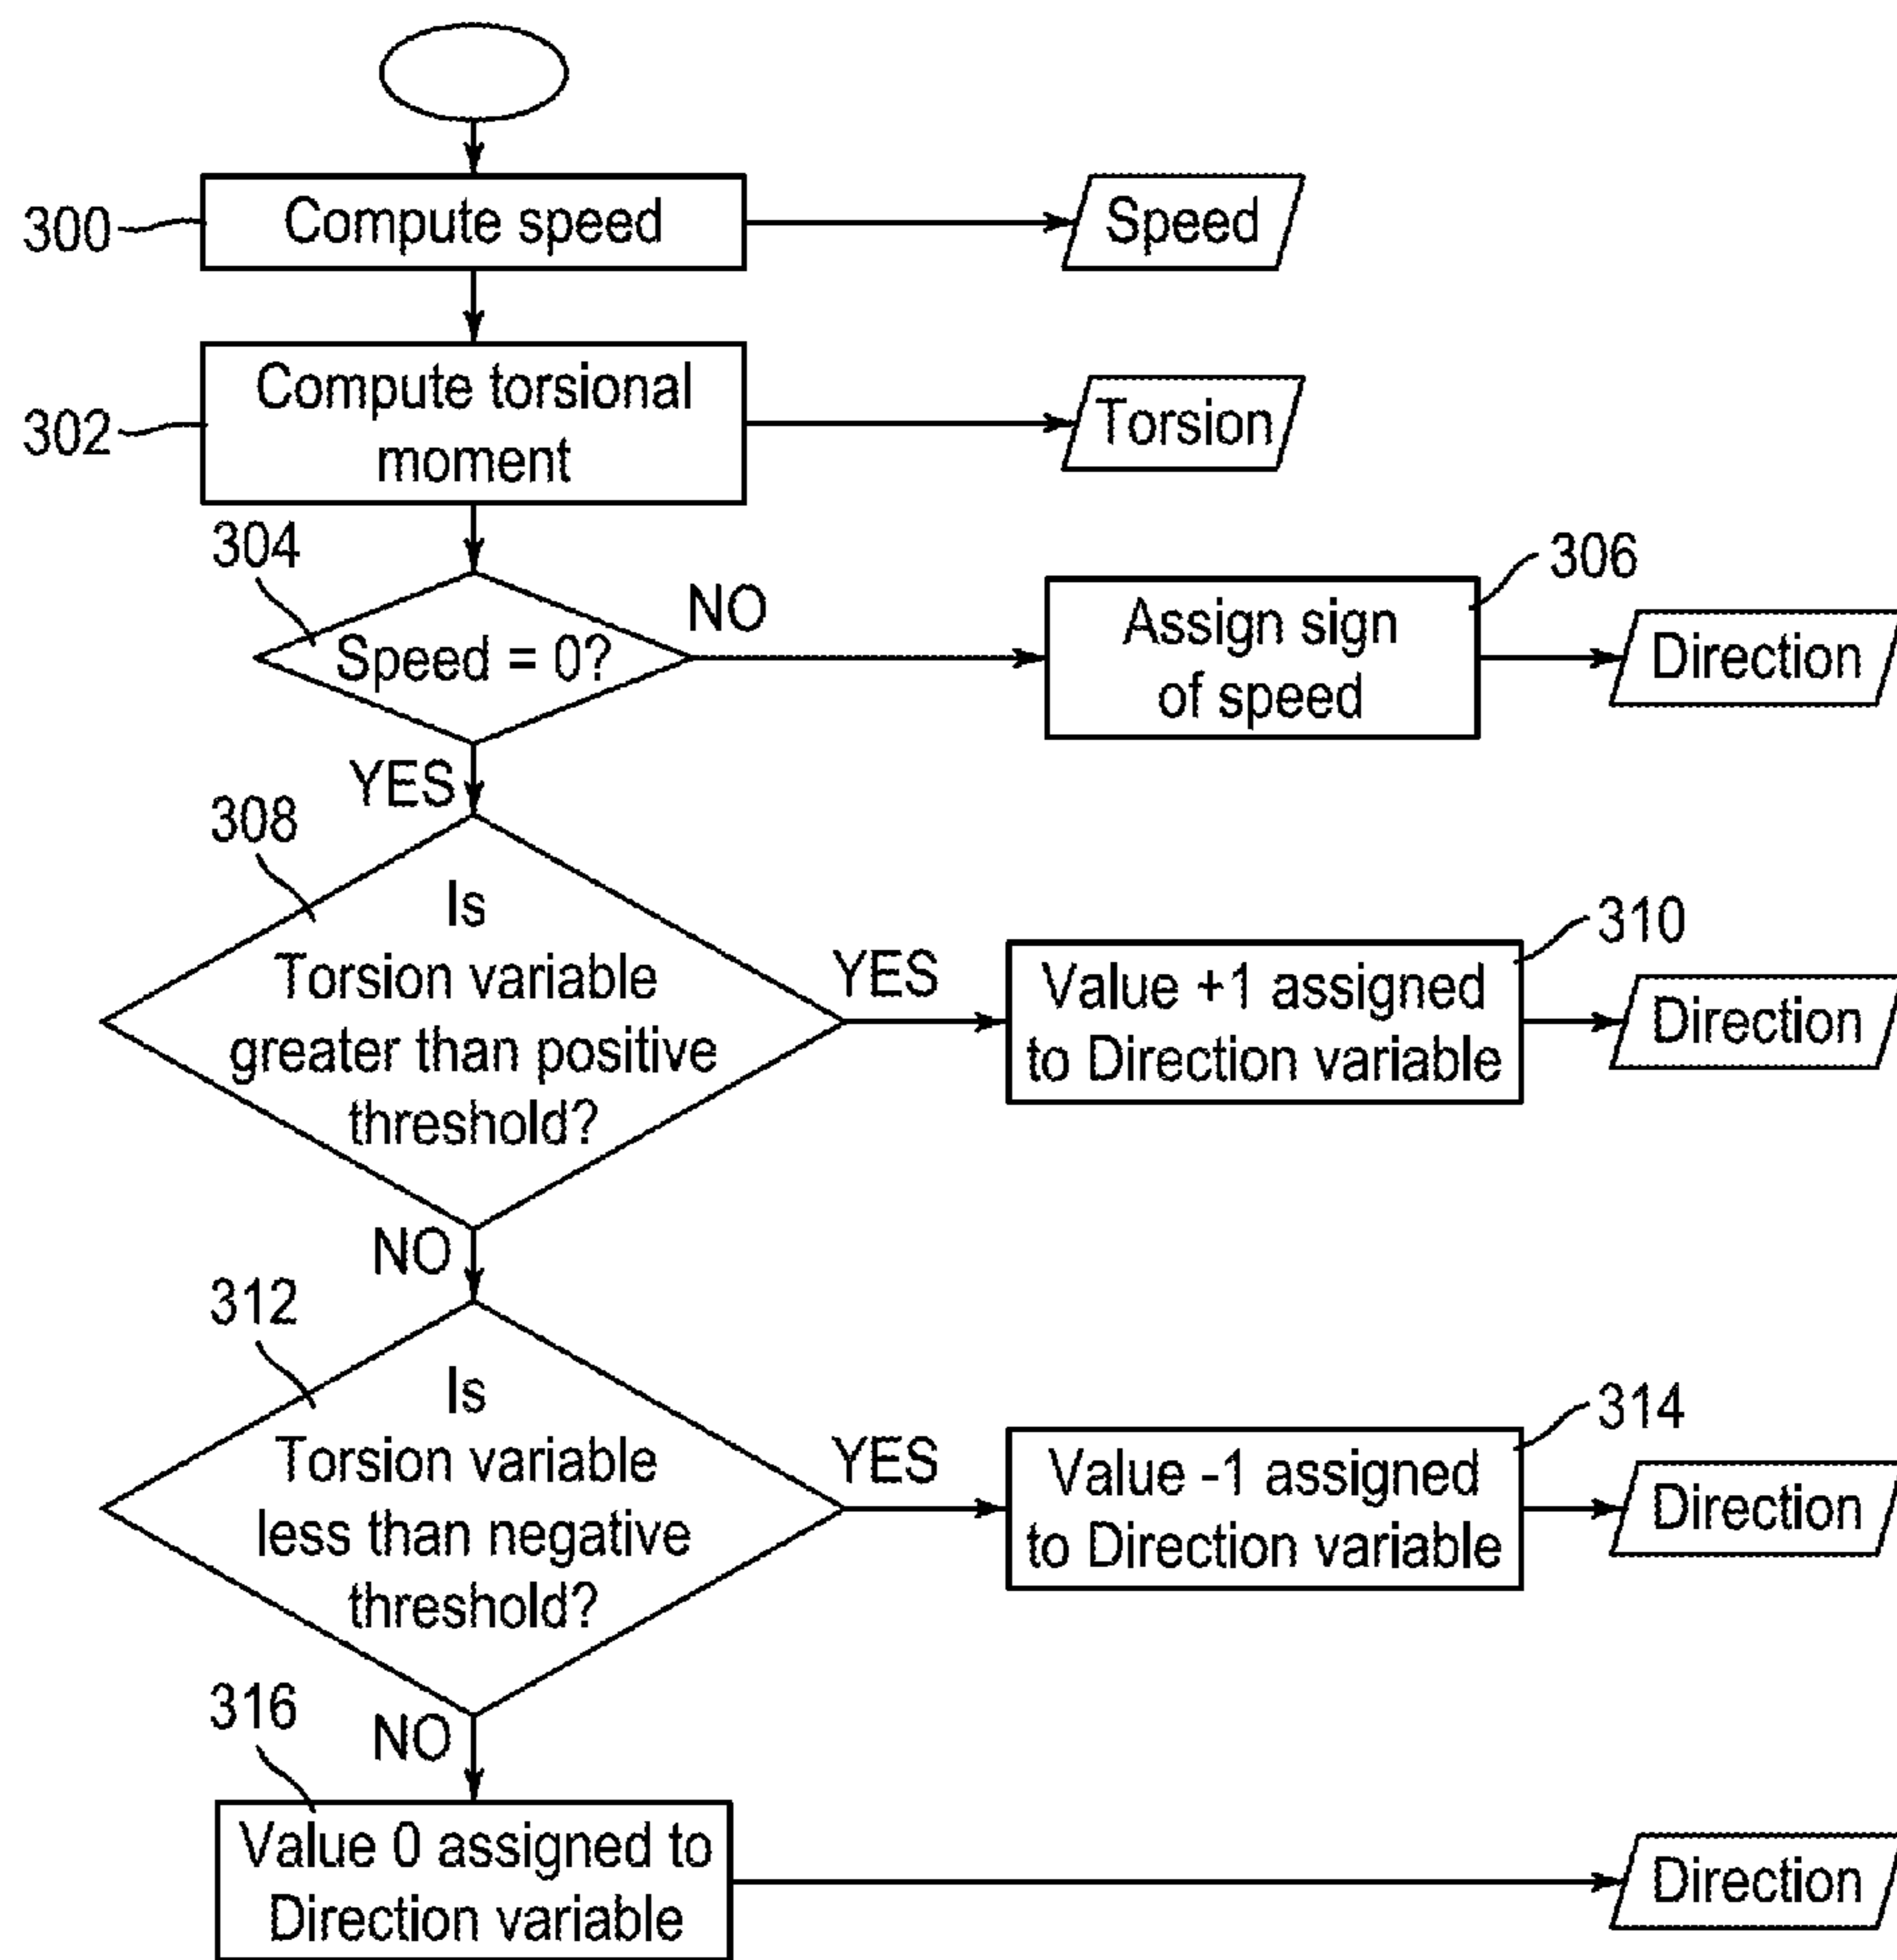 300
Compute speed
Speed
302
Compute torsional
moment
Torsion
304
Speed = 0?
NO
YES
306
Assign sign
of speed
Direction
308
Is
Torsion variable
greater than positive
threshold?
YES
NO
310
Value +1 assigned
to Direction variable
Direction
312
Is
Torsion variable
less than negative
threshold?
YES
NO
314
Value -1 assigned
to Direction variable
Direction
316
Value 0 assigned to
Direction variable
Direction